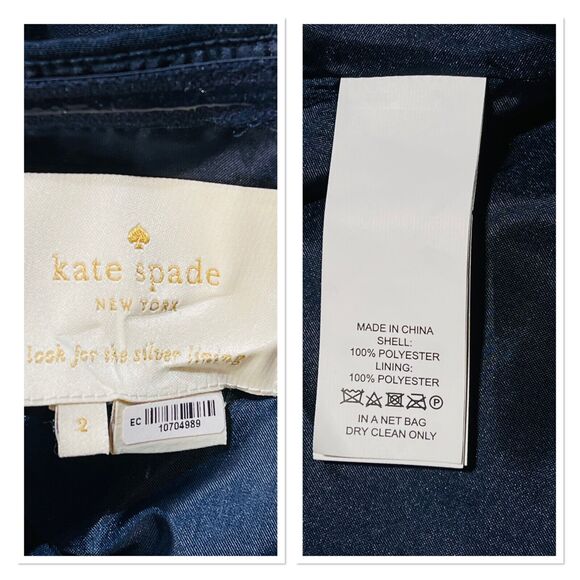 kate spade
NEW YORK
look for the silver lining
2
EC
10704989
MADE IN CHINA
SHELL:
100% POLYESTER
LINING:
100% POLYESTER
P
IN A NET BAG
DRY CLEAN ONLY